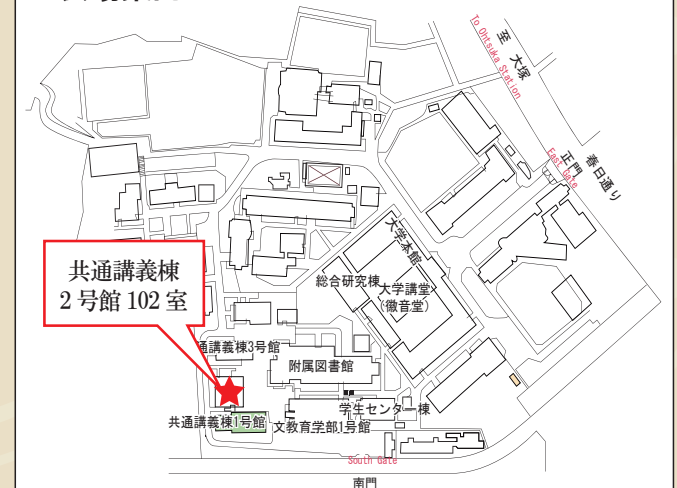 至 大塚
To Ohtsuka Station
春日通り
正門
East Gate
大学本館
総合研究棟
大学講堂
(徽音堂)
共通講義棟
2号館 102 室
通講義棟3号館
附属図書館
学生センター棟
共通講義棟1号館
文教育学部1号館
South Gate
南門